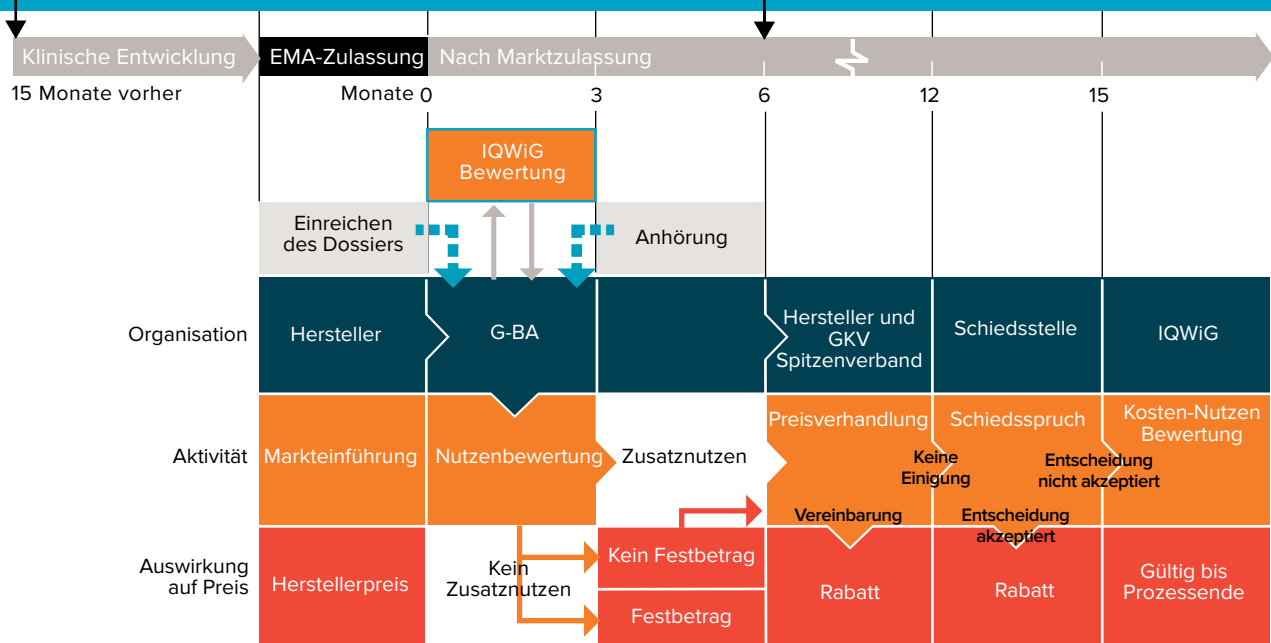 Klinische Entwicklung
EMA-Zulassung
Nach Marktzulassung
15 Monate vorher
Monate 0
3
6
12
15
IQWiG
Bewertung
Einreichen
des Dossiers
Anhörung
Organisation
Hersteller
G-BA
Hersteller und
GKV
Spitzenverband
Schiedsstelle
IQWiG
Aktivität
Markteinführung
Nutzenbewertung
Zusatznutzen
Preisverhandlung
Schiedsspruch
Kosten-Nutzen
Bewertung
Keine
Einigung
Entscheidung
nicht akzeptiert
Vereinbarung
Entscheidung
akzeptiert
Auswirkung
auf Preis
Herstellerpreis
Kein
Zusatznutzen
Kein Festbetrag
Festbetrag
Rabatt
Rabatt
Gültig bis
Prozessende